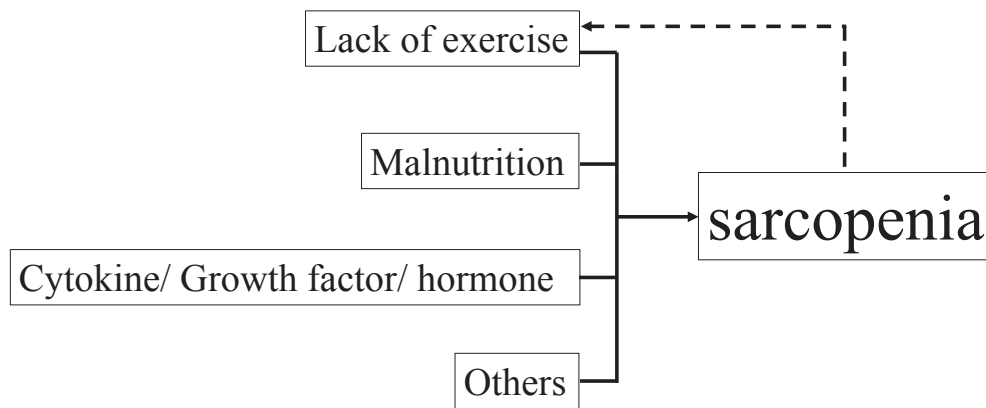 Lack of exercise
Malnutrition
sarcopenia
Cytokine/ Growth factor/ hormone
Others